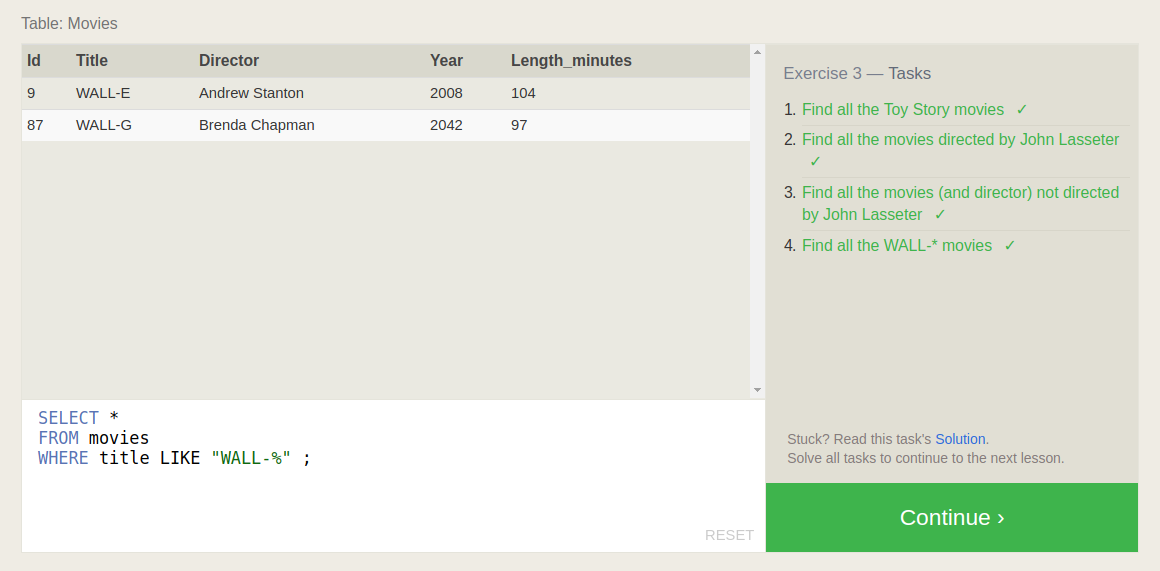 Table: Movies
Id Title Director Year Length_minutes
9 WALL-E Andrew Stanton 2008 104
87 WALL-G Brenda Chapman 2042 97
SELECT *
FROM movies
WHERE title LIKE "WALL-%" ;
RESET
Exercise 3 — Tasks
1. Find all the Toy Story movies ✓
2. Find all the movies directed by John Lasseter
✓
3. Find all the movies (and director) not directed
by John Lasseter ✓
4. Find all the WALL-* movies ✓
Stuck? Read this task's Solution.
Solve all tasks to continue to the next lesson.
Continue ›